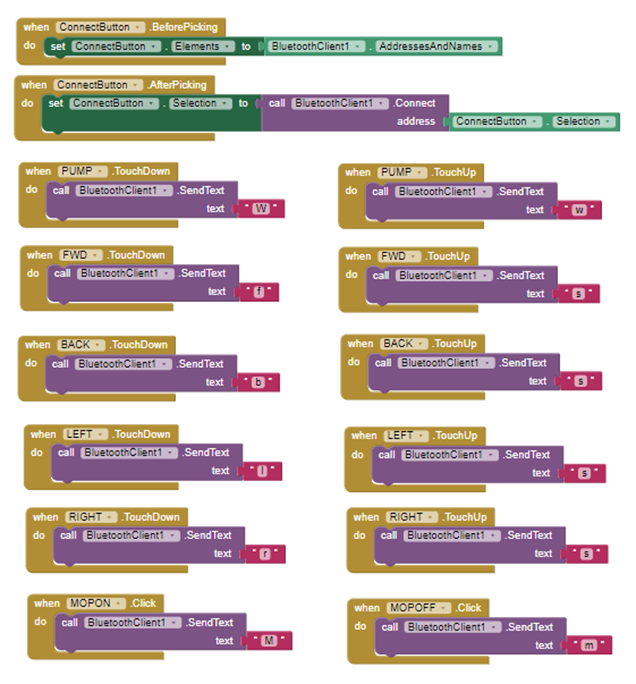 when ConnectButton .BeforePicking
do set ConnectButton . Elements to BluetoothClient1 . AddressesAndNames
when ConnectButton .AfterPicking
do set ConnectButton . Selection to call BluetoothClient1 .Connect
address ConnectButton . Selection
when PUMP .TouchDown
do call BluetoothClient1 .SendText
text " W "
when PUMP .TouchUp
do call BluetoothClient1 .SendText
text " w "
when FWD .TouchDown
do call BluetoothClient1 .SendText
text " f "
when FWD .TouchUp
do call BluetoothClient1 .SendText
text " s "
when BACK .TouchDown
do call BluetoothClient1 .SendText
text " b "
when BACK .TouchUp
do call BluetoothClient1 .SendText
text " s "
when LEFT .TouchDown
do call BluetoothClient1 .SendText
text " l "
when LEFT .TouchUp
do call BluetoothClient1 .SendText
text " s "
when RIGHT .TouchDown
do call BluetoothClient1 .SendText
text " r "
when RIGHT .TouchUp
do call BluetoothClient1 .SendText
text " s "
when MOPON .Click
do call BluetoothClient1 .SendText
text " M "
when MOPOFF .Click
do call BluetoothClient1 .SendText
text " m "